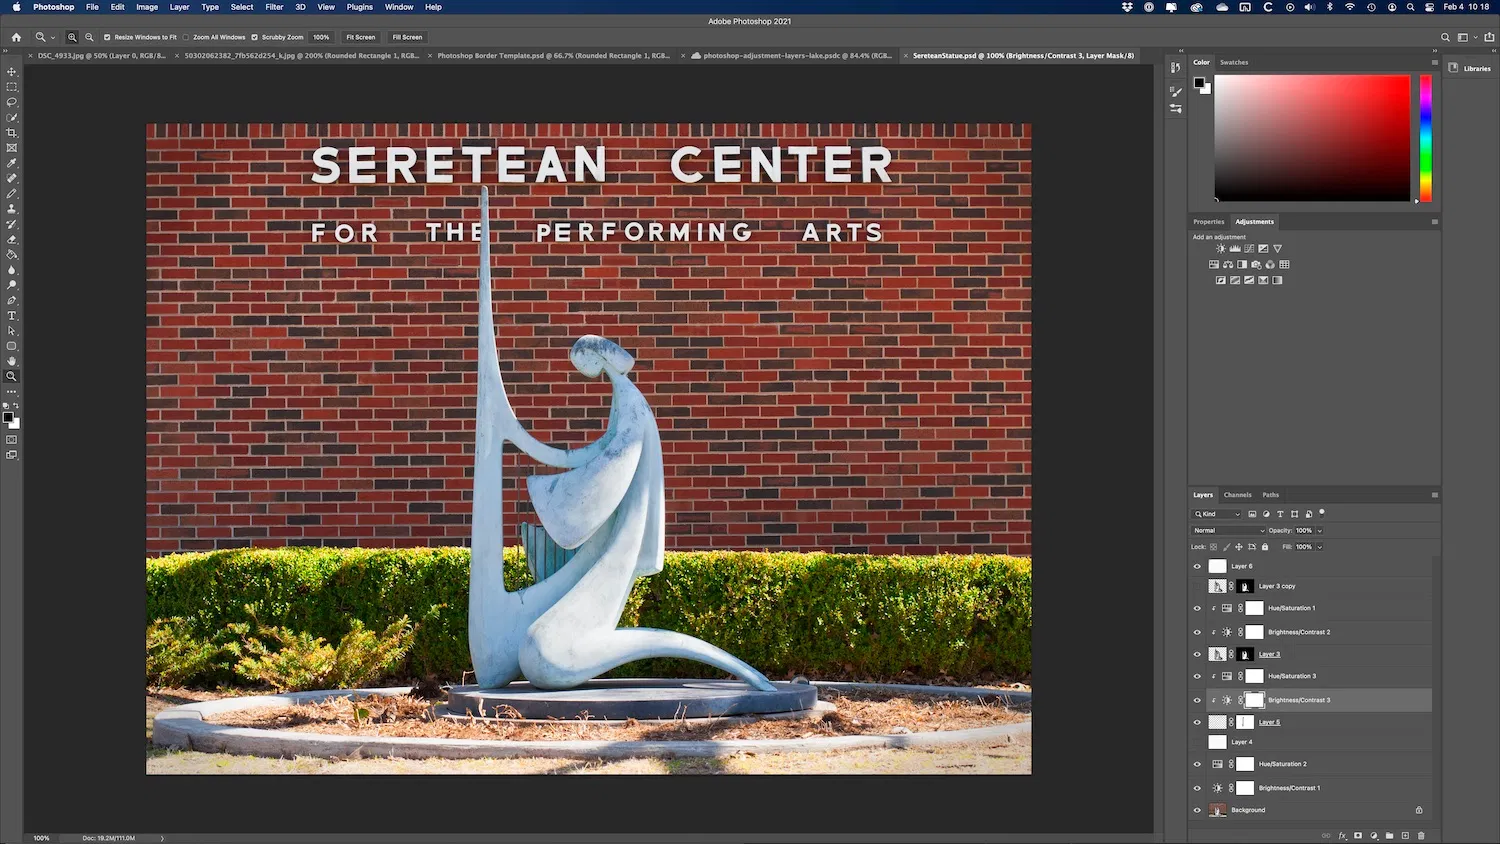 Photoshop File Edit Image Layer Type Select Filter 3D View Plugins Window Help
Feb 4 10 18
Adobe Photoshop 2021
Resize Windows to Fit Zoom All Windows Scrubby Zoom 100% Fit Screen Fill Screen
DSC_4933.jpg @ 50% (Layer 0, RGB/8...
50302062382_7fb562d254_k.jpg @ 200% (Rounded Rectangle 1, RGB...
Photoshop Border Template.psd @ 66.7% (Rounded Rectangle 1, RGB...
photoshop-adjustment-layers-lake.psdc @ 84.4% (RGB...
SereteanStatue.psd @ 100% (Brightness/Contrast 3, Layer Mask/8)
SERETEAN CENTER
FOR THE PERFORMING ARTS
Color Swatches
Libraries
Properties Adjustments
Add an adjustment
Layers Channels Paths
Kind
Normal Opacity: 100%
Lock: Fill: 100%
Layer 6
Layer 3 copy
Hue/Saturation 1
Brightness/Contrast 2
Layer 3
Hue/Saturation 3
Brightness/Contrast 3
Layer 5
Layer 4
Hue/Saturation 2
Brightness/Contrast 1
Background
100% Doc: 19.2M/111.0M